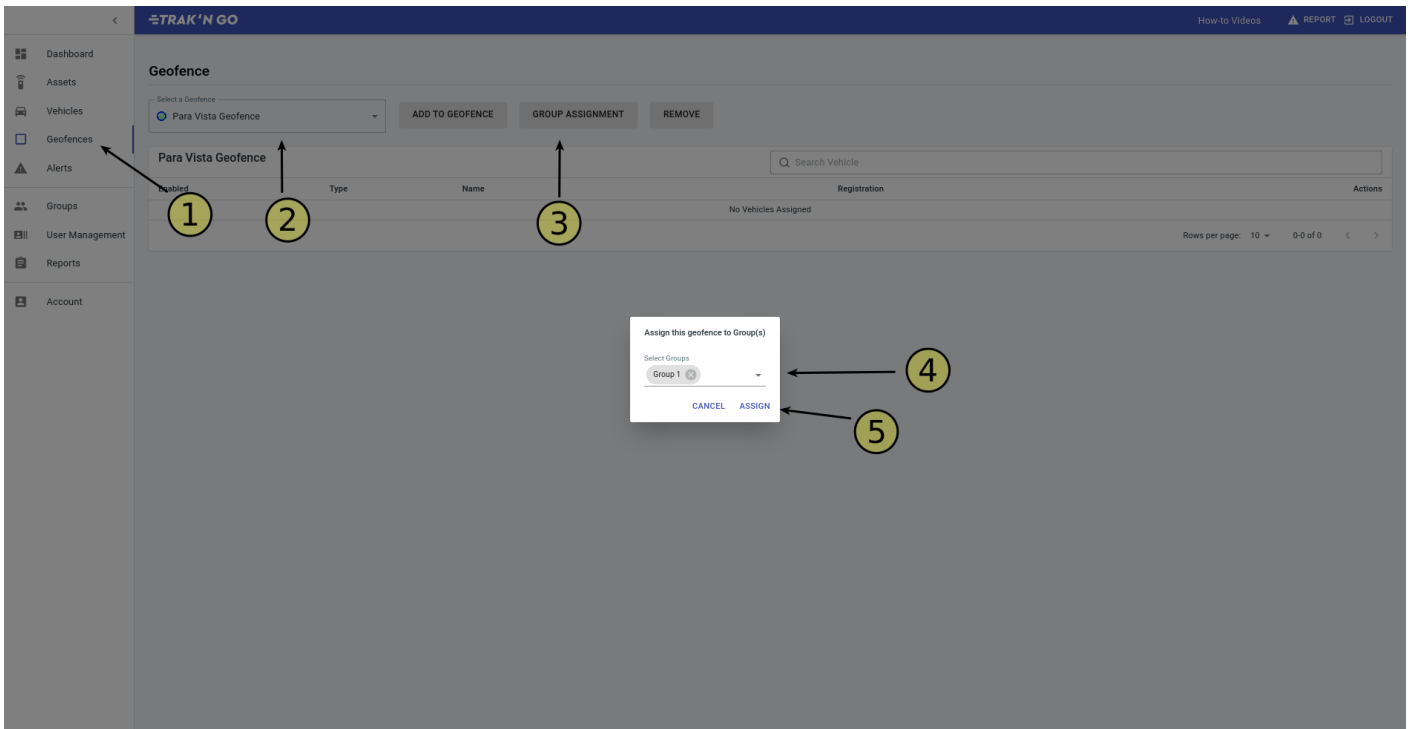 TRAK'N GO
How-to Videos
REPORT
LOGOUT
Dashboard
Assets
Vehicles
Geofences
Alerts
Groups
User Management
Reports
Account
Geofence
Select a Geofence
Para Vista Geofence
ADD TO GEOFENCE
GROUP ASSIGNMENT
REMOVE
Para Vista Geofence
Search Vehicle
Enabled Type Name Registration Actions
No Vehicles Assigned
Rows per page: 10 0-0 of 0
1
2
3
Assign this geofence to Group(s)
Select Groups
Group 1
CANCEL ASSIGN
4
5